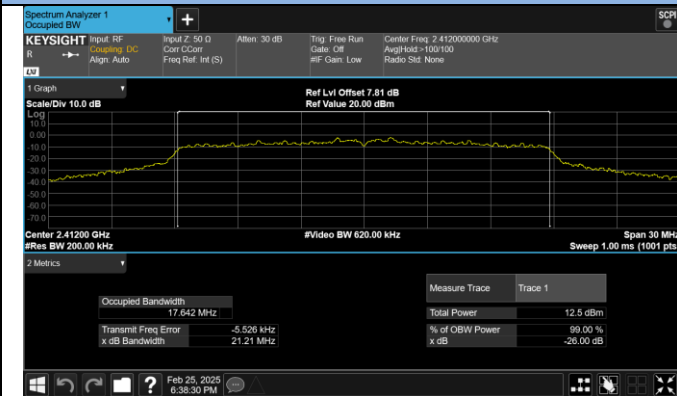 Spectrum Analyzer 1
Occupied BW
+
SCPI
KEYSIGHT
R
LXI
Input: RF
Coupling: DC
Align: Auto
Input Z: 50 Ω
Corr CCorr
Freq Ref: Int (S)
Atten: 30 dB
Trig: Free Run
Gate: Off
#IF Gain: Low
Center Freq: 2.412000000 GHz
Avg|Hold:>100/100
Radio Std: None
1 Graph
Scale/Div 10.0 dB
Ref Lvl Offset 7.81 dB
Ref Value 20.00 dBm
Log
10.0
0.00
-10.0
-20.0
-30.0
-40.0
-50.0
-60.0
-70.0
Center 2.41200 GHz
#Res BW 200.00 kHz
#Video BW 620.00 kHz
Span 30 MHz
Sweep 1.00 ms (1001 pts)
2 Metrics
Occupied Bandwidth
17.642 MHz
Transmit Freq Error -5.526 kHz
x dB Bandwidth 21.21 MHz
Measure Trace Trace 1
Total Power 12.5 dBm
% of OBW Power 99.00 %
x dB -26.00 dB
?
Feb 25, 2025
6:38:30 PM